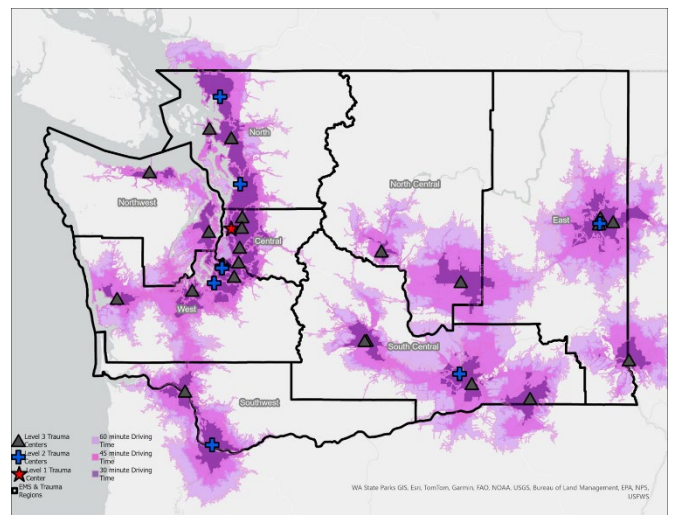 North
North Central
Northwest
East
Central
West
South Central
Southwest
Level 3 Trauma
Centers
Level 2 Trauma
Centers
Level 1 Trauma
Center
EMS & Trauma
Regions
60 minute Driving
Time
45 minute Driving
Time
30 minute Driving
Time
WA State Parks GIS, Esri, TomTom, Garmin, FAO, NOAA, USGS, Bureau of Land Management, EPA, NPS,
USFWS